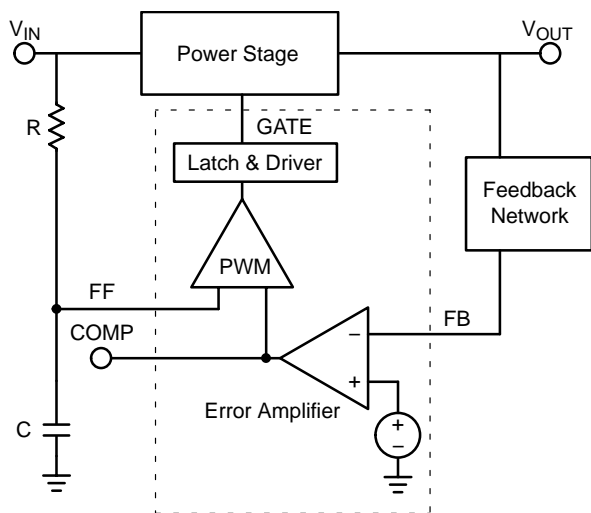 VIN
VOUT
Power Stage
R
GATE
Latch & Driver
Feedback
Network
PWM
FF
FB
COMP
−
+
Error Amplifier
+
−
C